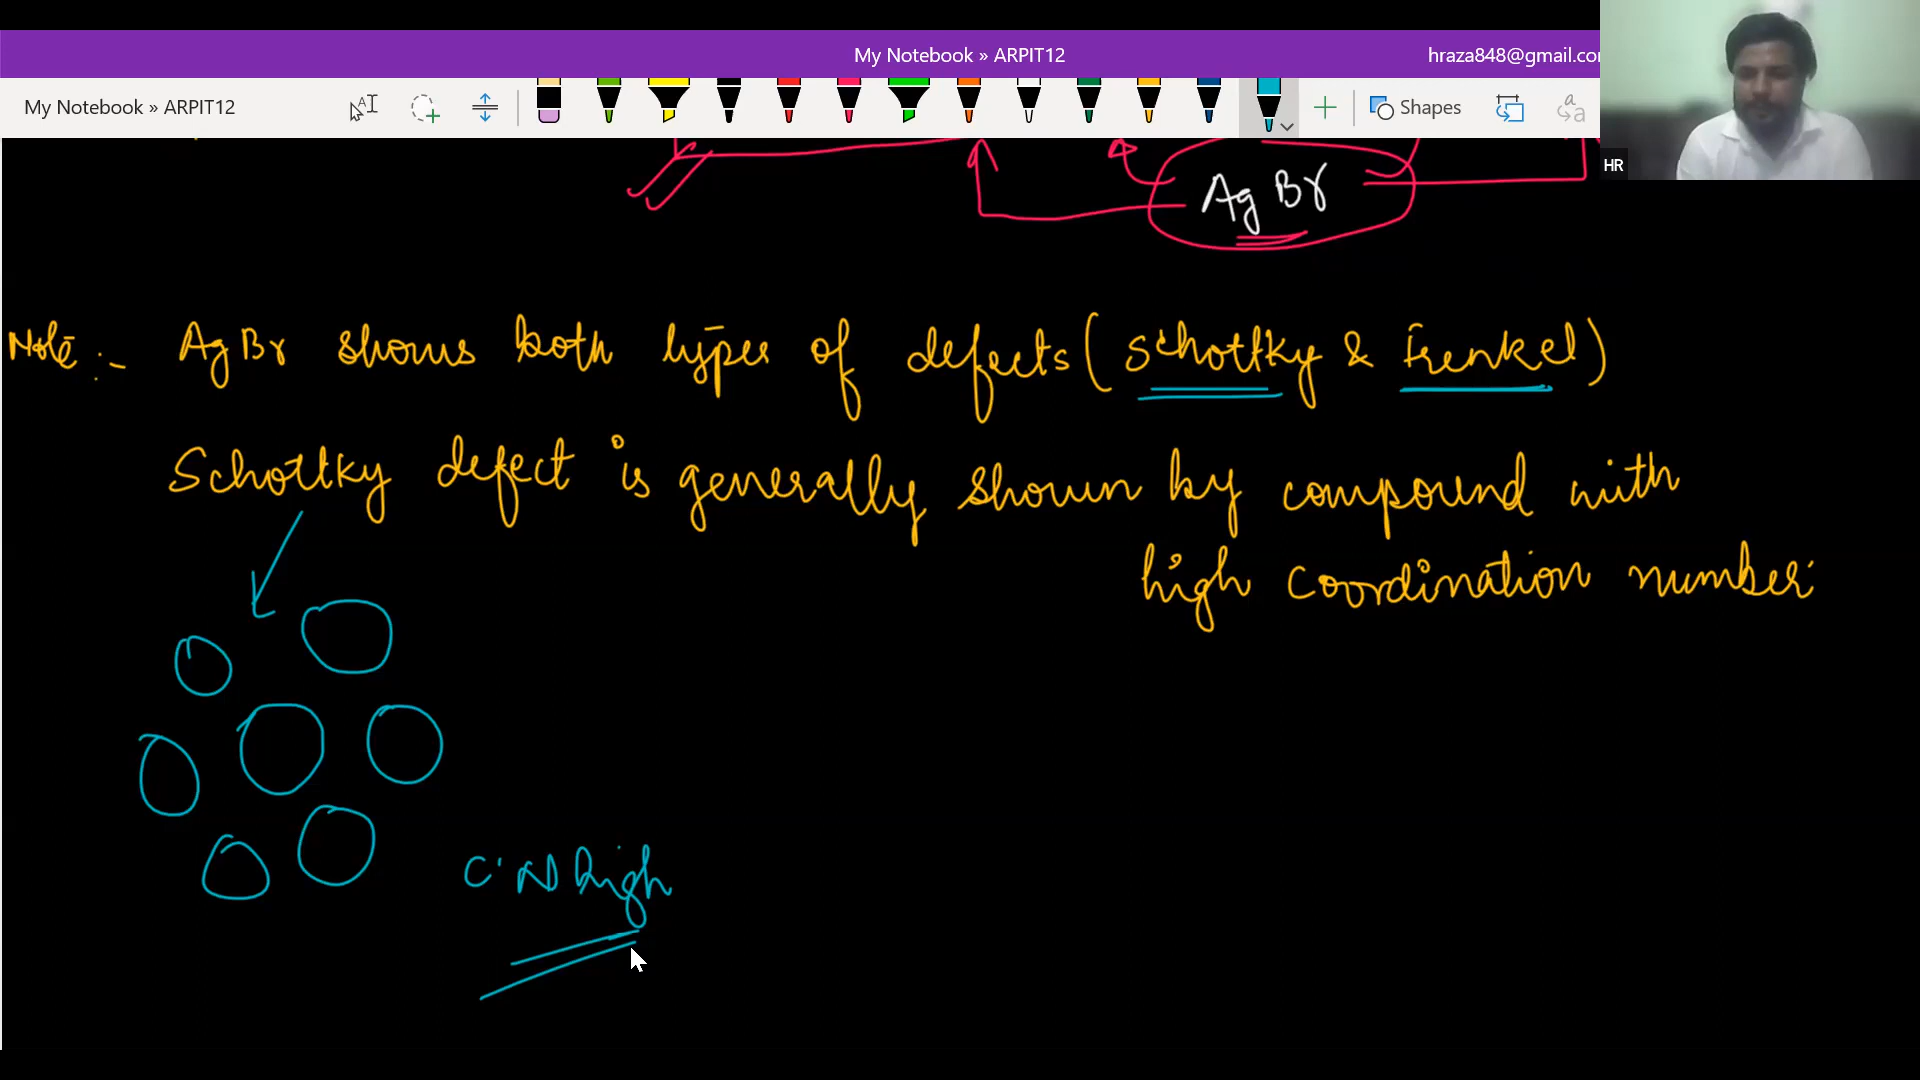 My Notebook » ARPIT12
hraza848@gmail.co
My Notebook » ARPIT12
Shapes
HR
Ag Br
Note :- AgBr shows both types of defects (Schottky & Frenkel)
Schottky defect is generally shown by compound with
high coordination number.
C.N high